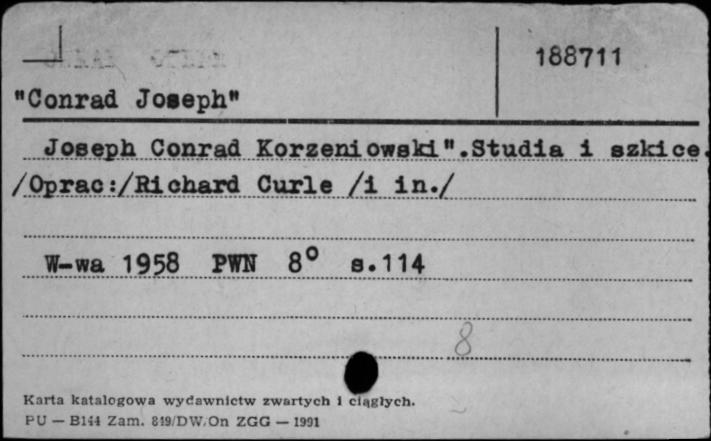 188711
"Conrad Joseph"
Joseph Conrad Korzeniowski".Studia i szkice.
/Oprac:/Richard Curle /i in./
W-wa 1958 PWN 8° s.114
8
Karta katalogowa wydawnictw zwartych i ciągłych.
PU — B144 Zam. 849/DW/On ZGG — 1991